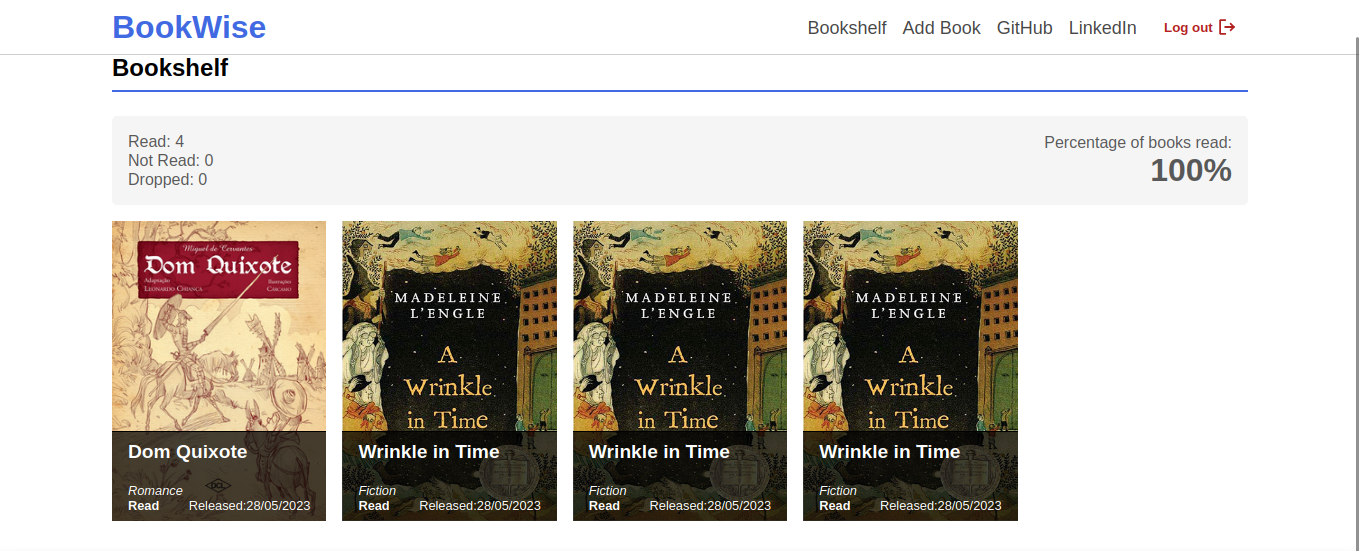 BookWise
Bookshelf Add Book GitHub LinkedIn Log out
Bookshelf
Read: 4
Not Read: 0
Dropped: 0
Percentage of books read:
100%
Miguel de Cervantes
Dom Quixote
Adaptação
Leonardo Chianca
Ilustrações
Cárcamo
DCL
Dom Quixote
Romance
Read Released:28/05/2023
MADELEINE
L'ENGLE
A
Wrinkle
in Time
Wrinkle in Time
Fiction
Read Released:28/05/2023
MADELEINE
L'ENGLE
A
Wrinkle
in Time
Wrinkle in Time
Fiction
Read Released:28/05/2023
MADELEINE
L'ENGLE
A
Wrinkle
in Time
Wrinkle in Time
Fiction
Read Released:28/05/2023